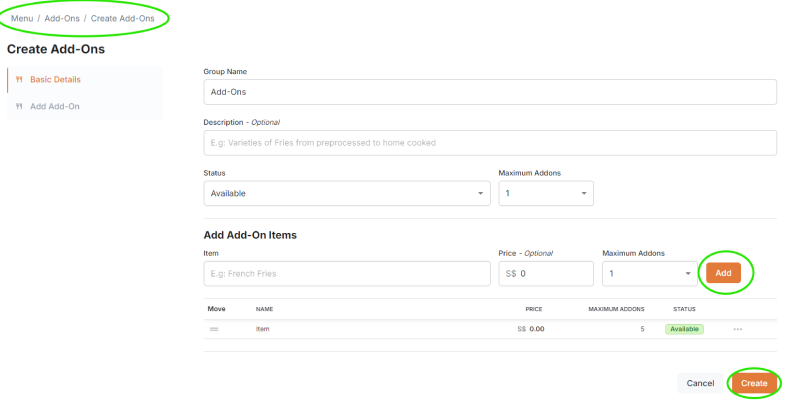 Menu / Add-Ons / Create Add-Ons
Create Add-Ons
Basic Details
Add Add-On
Group Name
Add-Ons
Description - Optional
E.g: Varieties of Fries from preprocessed to home cooked
Status
Maximum Addons
Available
1
Add Add-On Items
Item
Price - Optional
Maximum Addons
E.g: French Fries
S$ 0
1
Add
Move NAME PRICE MAXIMUM ADDONS STATUS
Item S$ 0.00 5 Available
Cancel
Create